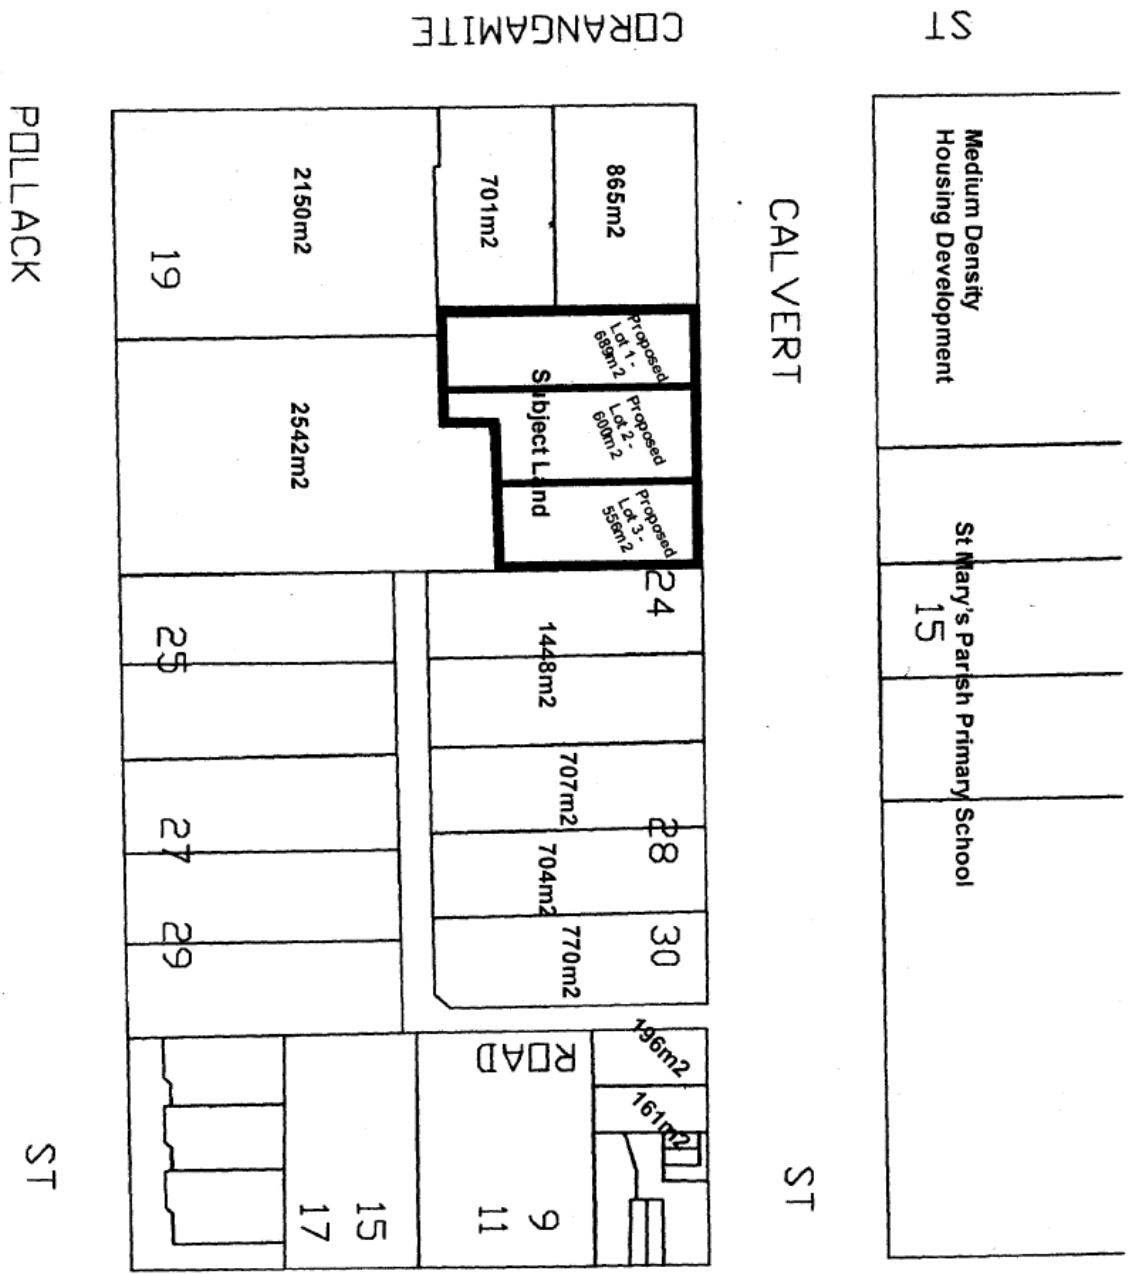 CORANGAMITE
ST
POLLACK
ST
CALVERT
ST
Medium Density
Housing Development
St Mary's Parish Primary School
15
865m2
701m2
2150m2
19
2542m2
Subject Land
Proposed
Lot 1 -
689m2
Proposed
Lot 2 -
600m2
Proposed
Lot 3 -
556m2
24
1448m2
707m2
28
704m2
30
770m2
25
27
29
196m2
161m2
ROAD
9
11
15
17